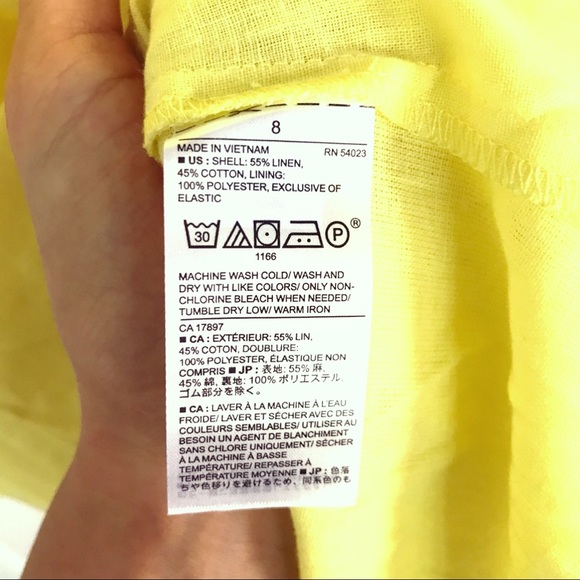 8
MADE IN VIETNAM RN 54023
■ US : SHELL: 55% LINEN,
45% COTTON, LINING:
100% POLYESTER, EXCLUSIVE OF
ELASTIC
30 P ®
1166
MACHINE WASH COLD/ WASH AND
DRY WITH LIKE COLORS/ ONLY NON-
CHLORINE BLEACH WHEN NEEDED/
TUMBLE DRY LOW/ WARM IRON
CA 17897
■ CA : EXTÉRIEUR: 55% LIN,
45% COTON, DOUBLURE:
100% POLYESTER, ÉLASTIQUE NON
COMPRIS ■ JP : 表地: 55% 麻,
45% 綿, 裏地: 100% ポリエステル.
ゴム部分を除く。
■ CA : LAVER À LA MACHINE À L'EAU
FROIDE/ LAVER ET SÉCHER AVEC DES
COULEURS SEMBLABLES/ UTILISER AU
BESOIN UN AGENT DE BLANCHIMENT
SANS CHLORE UNIQUEMENT/ SÉCHER
À LA MACHINE À BASSE
TEMPÉRATURE/ REPASSER À
TEMPÉRATURE MOYENNE ■ JP : 色落
ちや色移りを避けるため、同系色のも